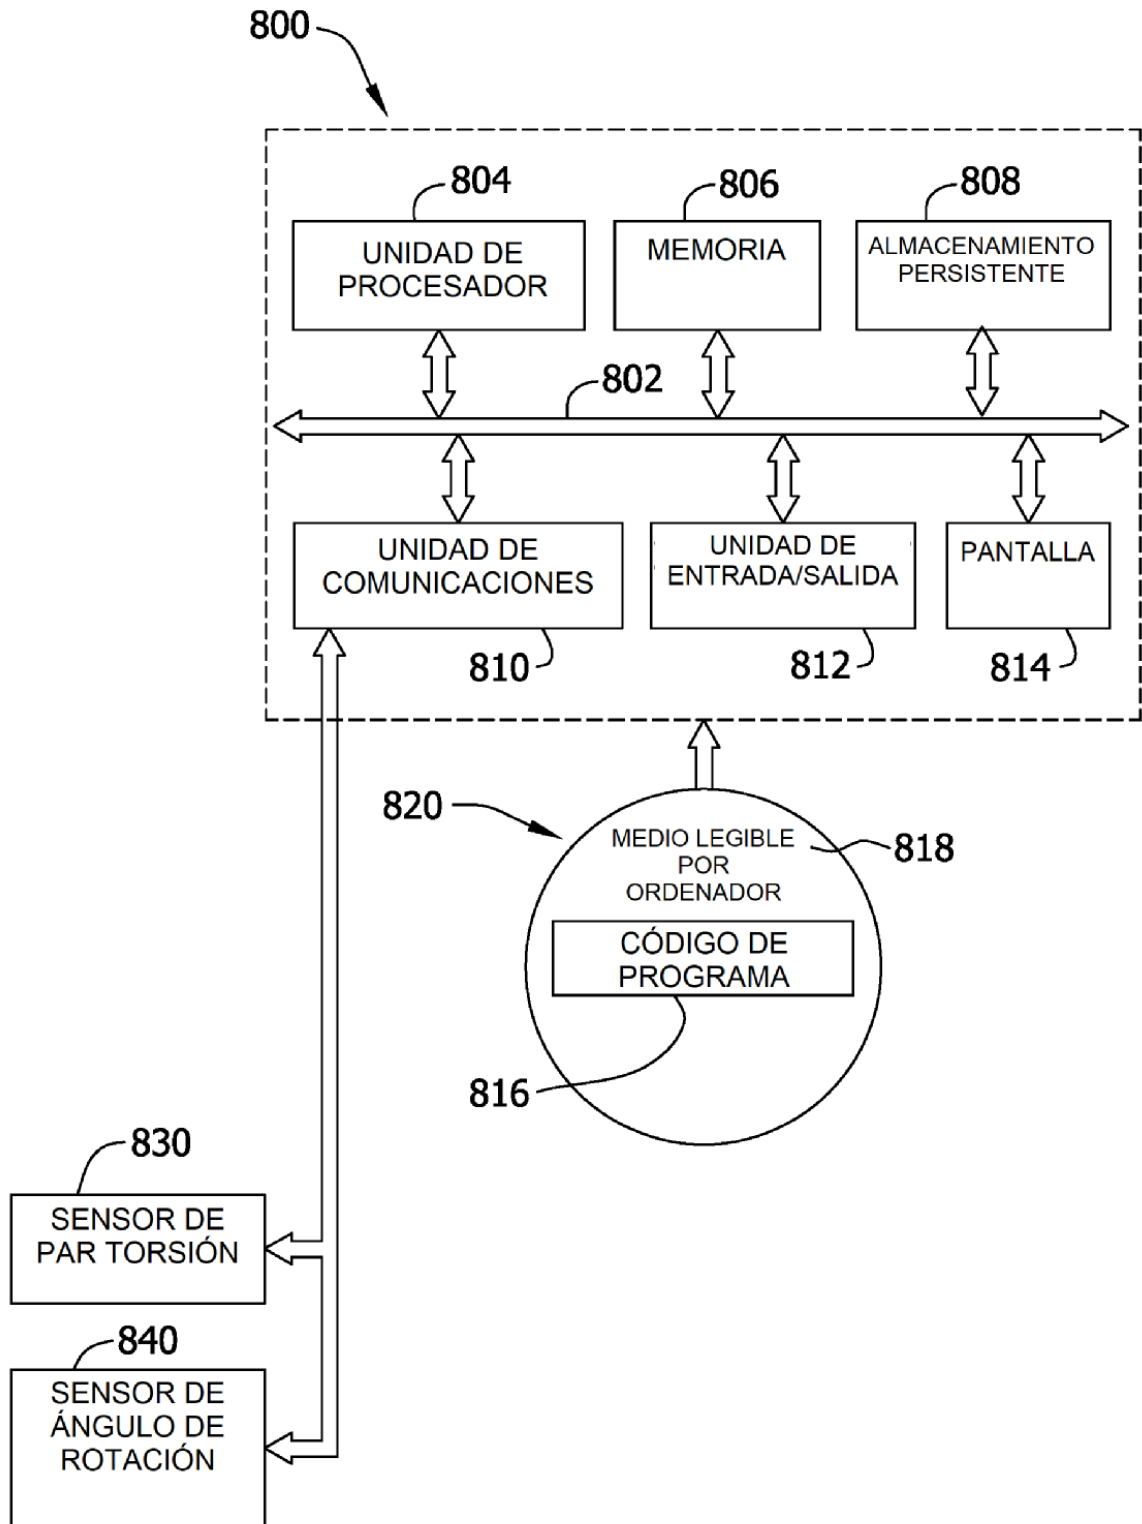 800
804
806
808
UNIDAD DE
PROCESADOR
MEMORIA
ALMACENAMIENTO
PERSISTENTE
802
UNIDAD DE
COMUNICACIONES
UNIDAD DE
ENTRADA/SALIDA
PANTALLA
810
812
814
820
MEDIO LEGIBLE
POR
ORDENADOR
818
CÓDIGO DE
PROGRAMA
816
830
SENSOR DE
PAR TORSIÓN
840
SENSOR DE
ÁNGULO DE
ROTACIÓN